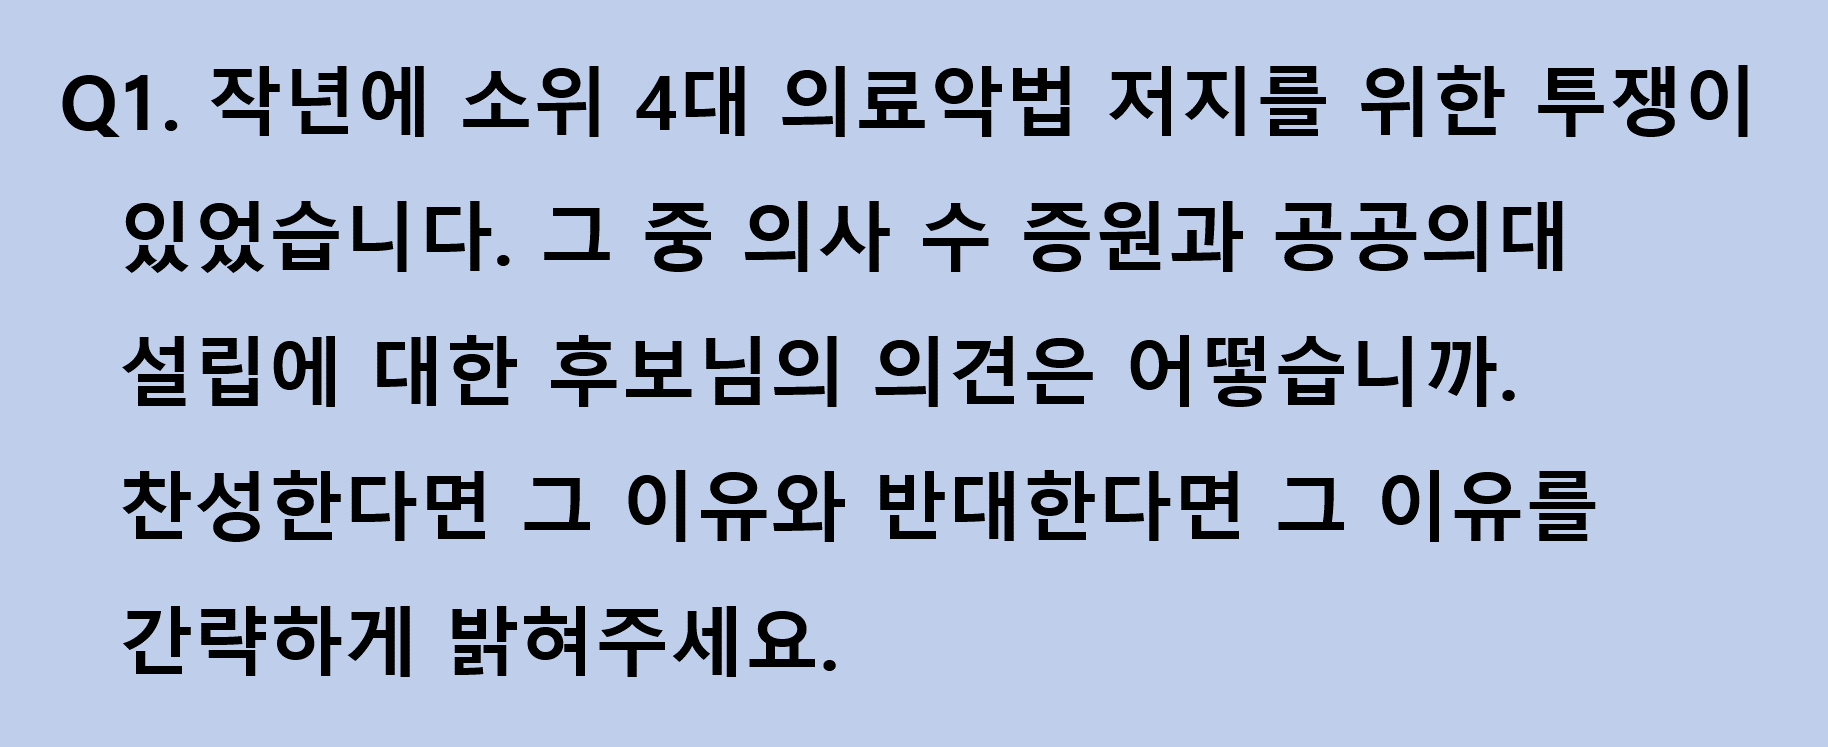 Q1. 작년에 소위 4대 의료악법 저지를 위한 투쟁이
있었습니다. 그 중 의사 수 증원과 공공의대
설립에 대한 후보님의 의견은 어떻습니까.
찬성한다면 그 이유와 반대한다면 그 이유를
간략하게 밝혀주세요.